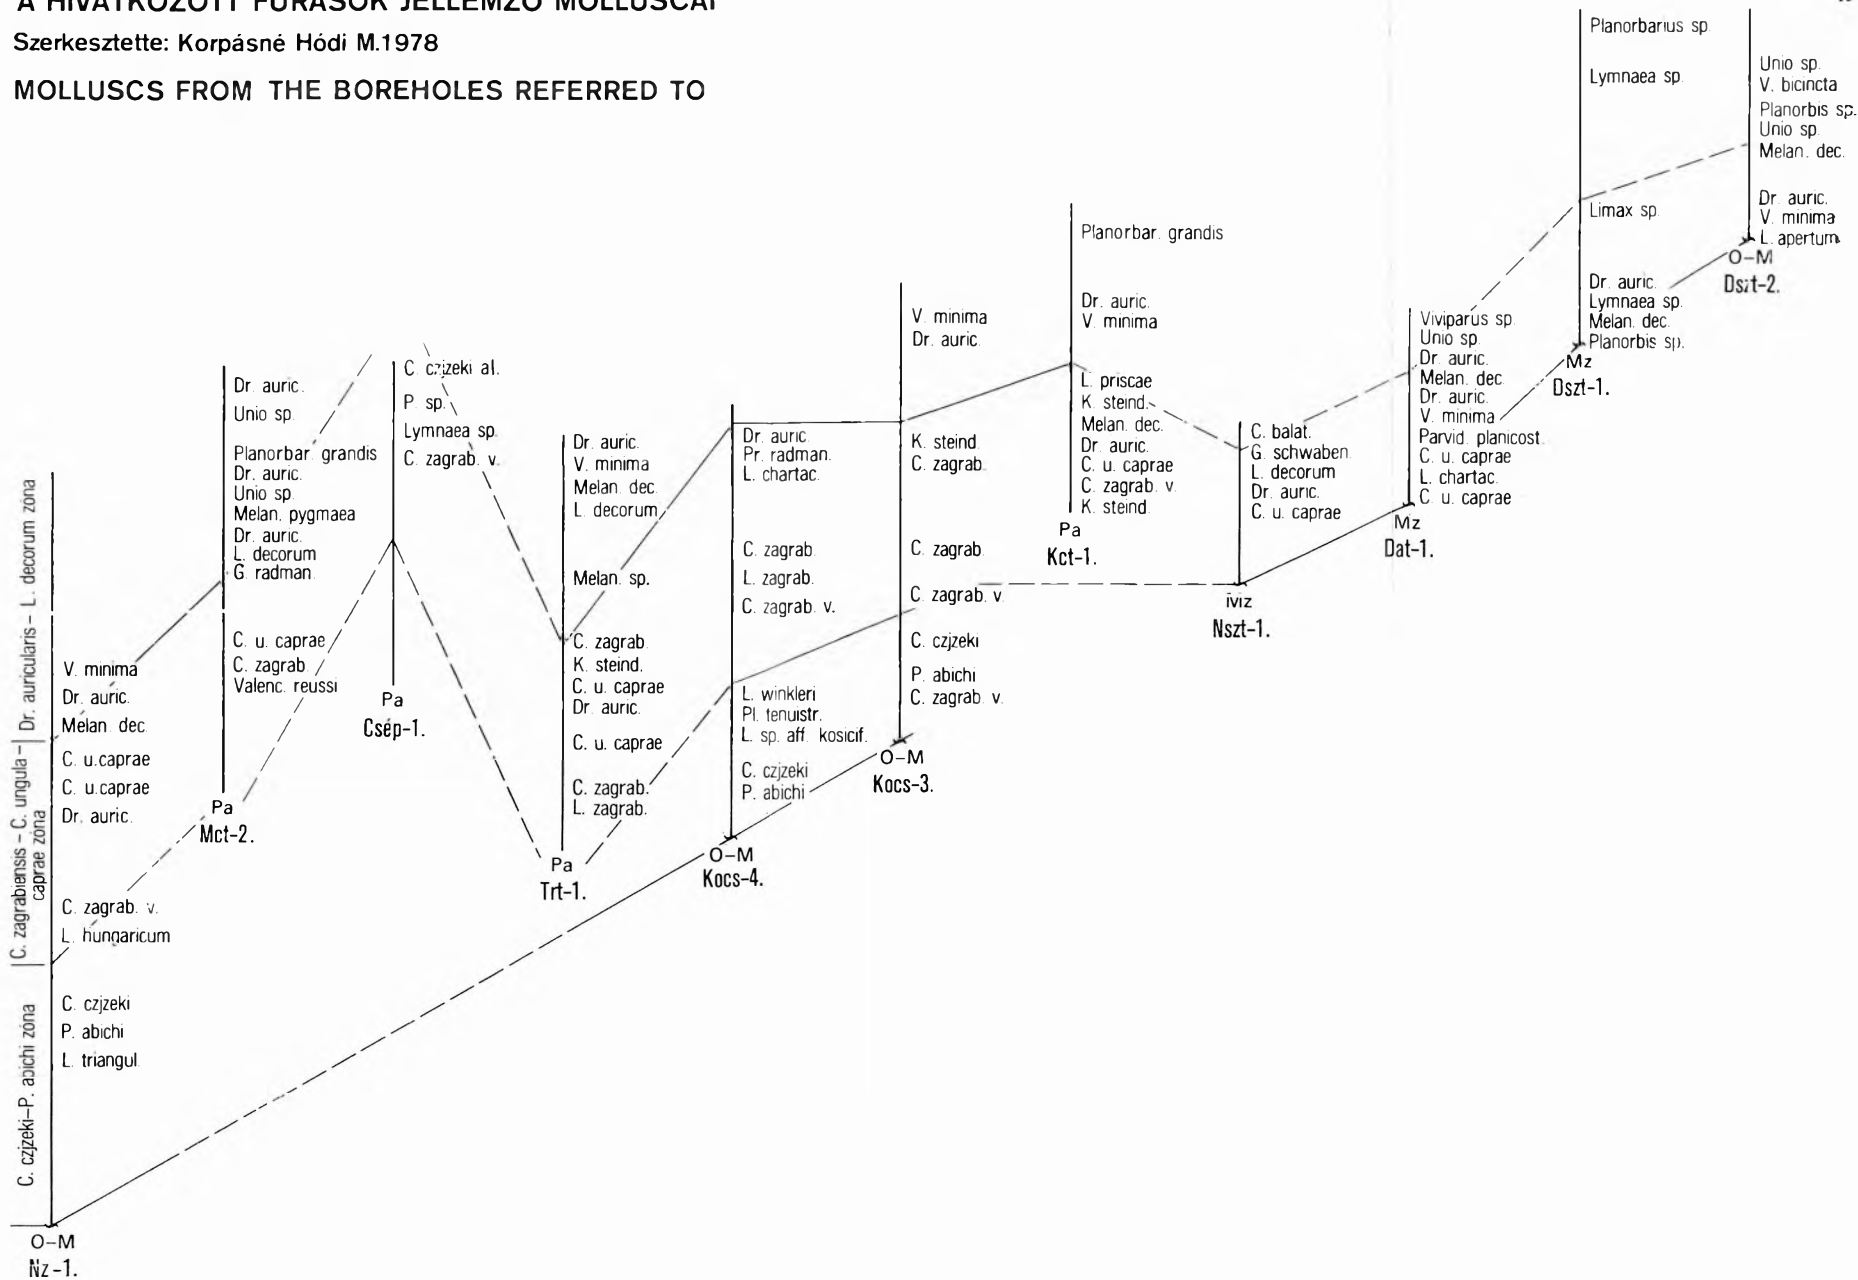 A HIVATKOZOTT FÚRÁSOK JELLEMZŐ MOLLUSCÁI
Szerkesztette: Korpásné Hódi M.1978
MOLLUSCS FROM THE BOREHOLES REFERRED TO
Dr. auricularis – L. decorum zóna
C. zagrabiensis – C. ungula –
caprae zóna
C. czjzeki–P. abichi zóna
V. minima
Dr. auric.
Melan. dec.
C. u.caprae
C. u.caprae
Dr. auric.
C. zagrab. v.
L. hungaricum
C. czjzeki
P. abichi
L. triangul.
O–M
Nz-1.
Dr. auric.
Unio sp.
Planorbar. grandis
Dr. auric.
Unio sp.
Melan. pygmaea
Dr. auric.
L. decorum
G. radman.
C. u. caprae
C. zagrab.
Valenc. reussi
Pa
Mct-2.
C. czjzeki al.
P. sp.
Lymnaea sp.
C. zagrab. v.
Pa
Csép-1.
Dr. auric.
V. minima
Melan. dec.
L. decorum
Melan. sp.
C. zagrab.
K. steind.
C. u. caprae
Dr. auric.
C. u. caprae
C. zagrab.
L. zagrab.
Pa
Trt-1.
Dr. auric.
Pr. radman.
L. chartac.
C. zagrab.
L. zagrab.
C. zagrab. v.
L. winkleri
Pl. tenuistr.
L. sp. aff. kosicif.
C. czjzeki
P. abichi
O–M
Kocs-4.
V. minima
Dr. auric.
K. steind.
C. zagrab.
C. zagrab.
C. zagrab. v.
C. czjzeki
P. abichi
C. zagrab. v.
O–M
Kocs-3.
Planorbar. grandis
Dr. auric.
V. minima
L. priscae
K. steind.
Melan. dec.
Dr. auric.
C. u. caprae
C. zagrab. v.
K. steind.
Pa
Kct-1.
C. balat.
G. schwaben.
L. decorum
Dr. auric.
C. u. caprae
Mz
Nszt-1.
Viviparus sp.
Unio sp.
Dr. auric.
Melan. dec.
Dr. auric.
V. minima
Parvid. planicost.
C. u. caprae
L. chartac.
C. u. caprae
Mz
Dat-1.
Planorbarius sp.
Lymnaea sp.
Limax sp.
Dr. auric.
Lymnaea sp.
Melan. dec.
Planorbis sp.
Mz
Dszt-1.
Unio sp.
V. bicincta
Planorbis sp.
Unio sp.
Melan. dec.
Dr. auric.
V. minima
L. apertum
O–M
Dszt-2.